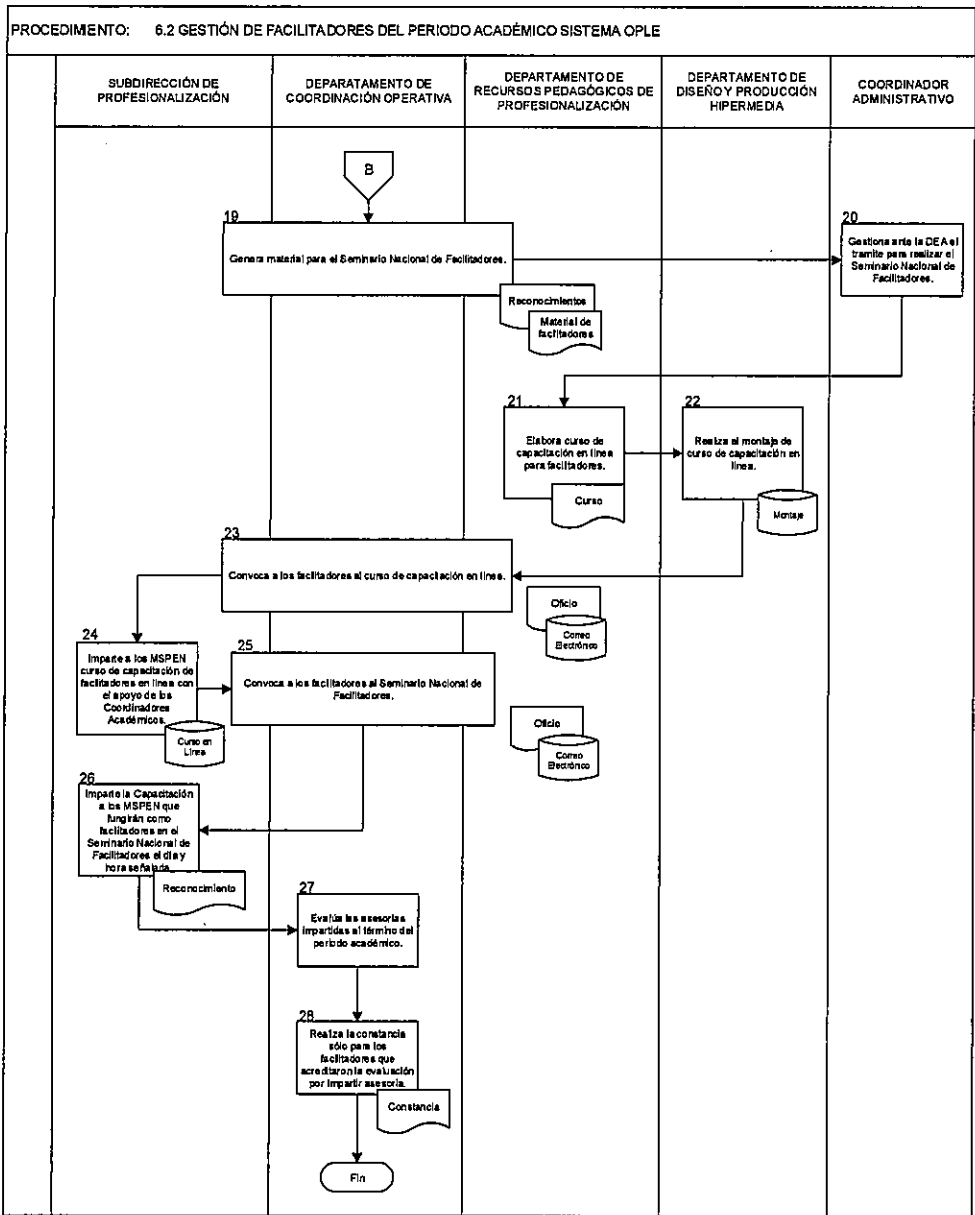 PROCEDIMIENTO: 6.2 GESTIÓN DE FACILITADORES DEL PERIODO ACADÉMICO SISTEMA OPLE
SUBDIRECCIÓN DE
PROFESIONALIZACIÓN
DEPARATAMENTO DE
COORDINACIÓN OPERATIVA
DEPARTAMENTO DE
RECURSOS PEDAGÓGICOS DE
PROFESIONALIZACIÓN
DEPARTAMENTO DE
DISEÑO Y PRODUCCIÓN
HIPERMEDIA
COORDINADOR
ADMINISTRATIVO
B
19
Genera material para el Seminario Nacional de Facilitadores.
Reconocimientos
Material de
facilitadores
20
Gestiona ante la DEA el
tramite para realizar el
Seminario Nacional de
Facilitadores.
21
Elabora curso de
capacitación en línea
para facilitadores.
Curso
22
Realiza el montaje de
curso de capacitación en
línea.
Montaje
23
Convoca a los facilitadores al curso de capacitación en línea.
Oficio
Correo
Electrónico
24
Imparte a los MSPEN
curso de capacitación de
facilitadores en línea con
el apoyo de los
Coordinadores
Académicos.
Curso en
Línea
25
Convoca a los facilitadores al Seminario Nacional de
Facilitadores.
Oficio
Correo
Electrónico
26
Imparte la Capacitación
a los MSPEN que
fungirán como
facilitadores en el
Seminario Nacional de
Facilitadores el día y
hora señalada.
Reconocimiento
27
Evalúa las asesorías
impartidas al término del
periodo académico.
28
Realiza la constancia
sólo para los
facilitadores que
acreditaron la evaluación
por impartir asesoría.
Constancia
Fin